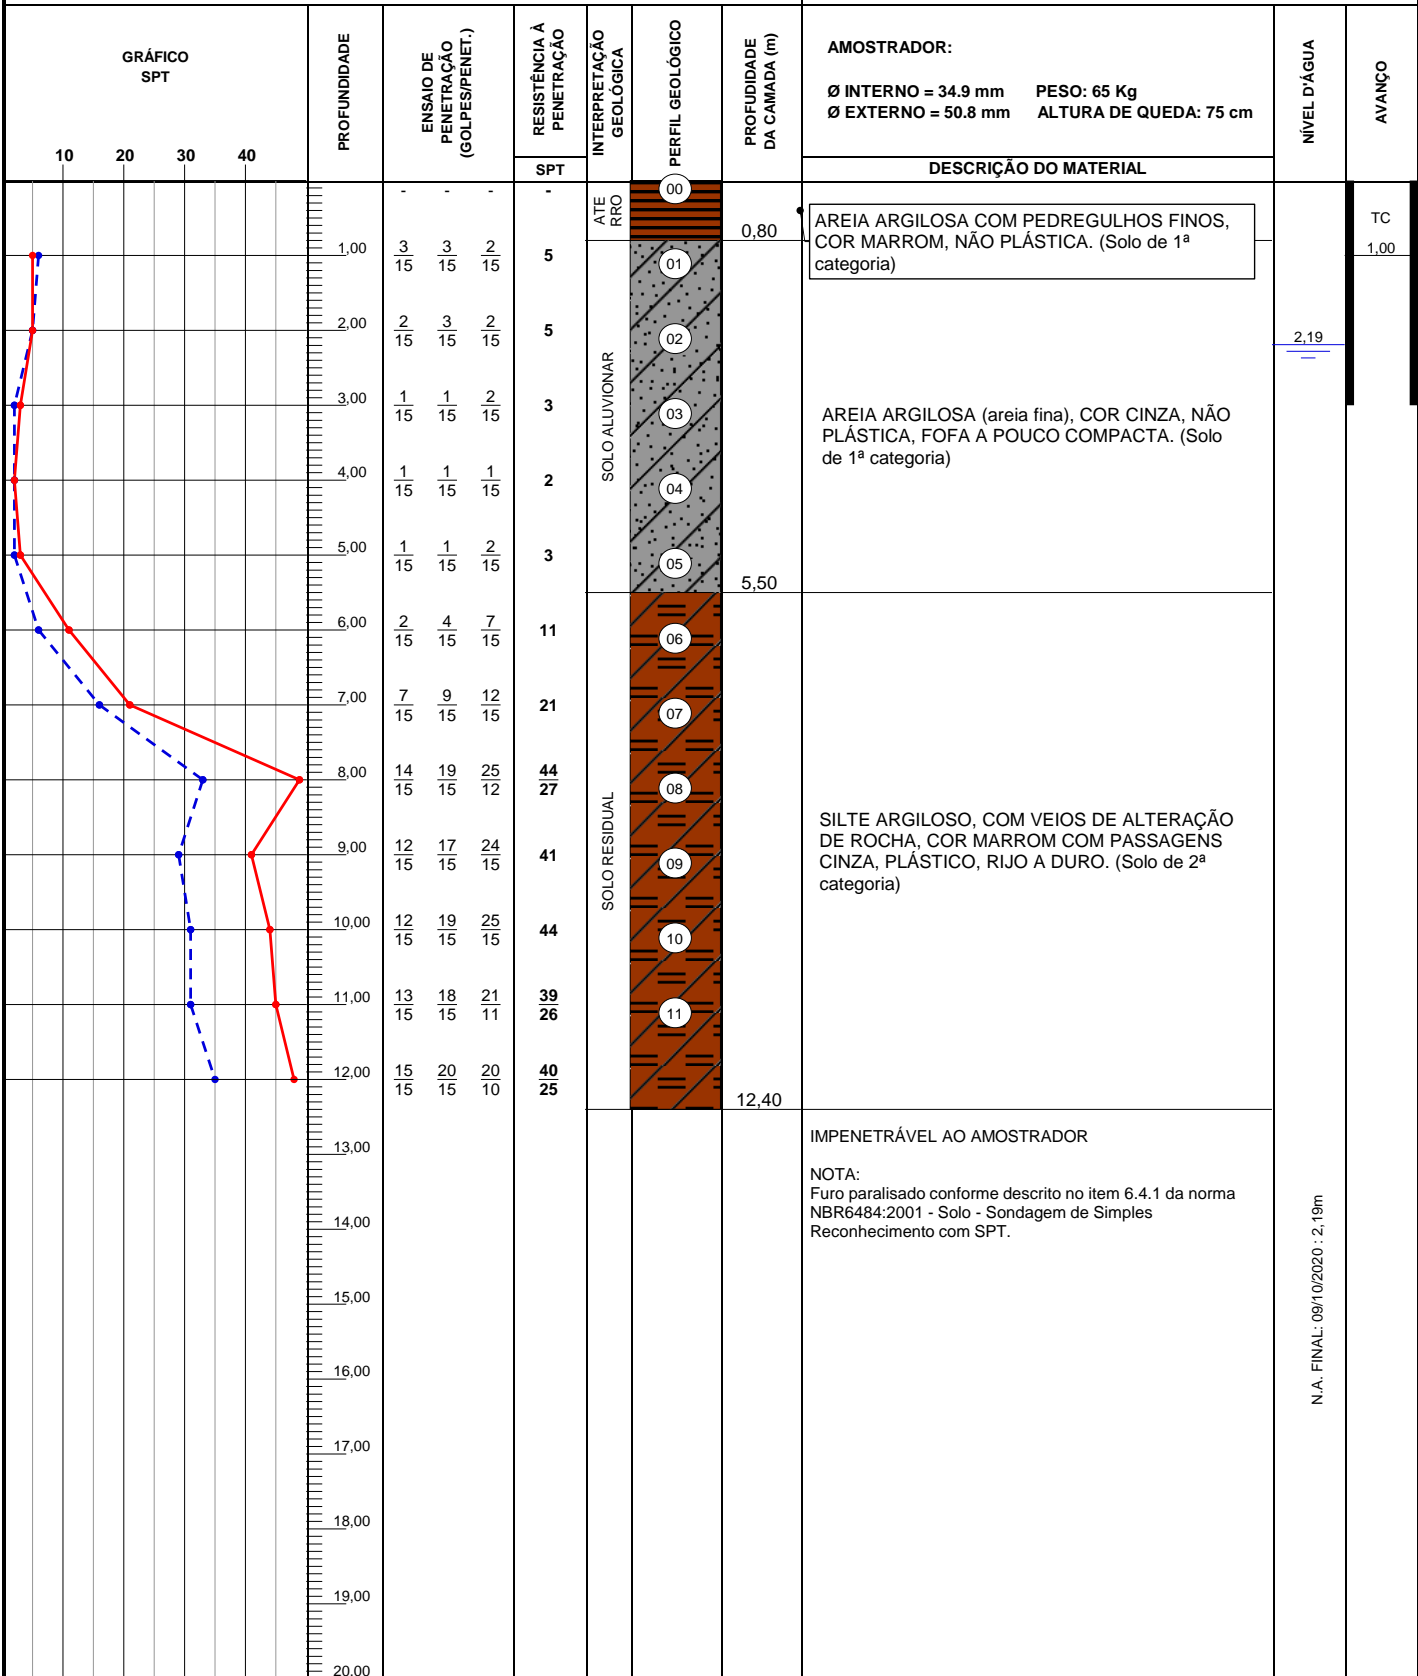 GRÁFICO
SPT
10 20 30 40
PROFUNDIDADE
ENSAIO DE
PENETRAÇÃO
(GOLPES/PENET.)
RESISTÊNCIA À
PENETRAÇÃO
SPT
INTERPRETAÇÃO
GEOLÓGICA
PERFIL GEOLÓGICO
PROFUDIDADE
DA CAMADA (m)
AMOSTRADOR:
Ø INTERNO = 34.9 mm PESO: 65 Kg
Ø EXTERNO = 50.8 mm ALTURA DE QUEDA: 75 cm
DESCRIÇÃO DO MATERIAL
NÍVEL D'ÁGUA
AVANÇO
- - - -
00
ATE
RRO
0,80
AREIA ARGILOSA COM PEDREGULHOS FINOS,
COR MARROM, NÃO PLÁSTICA. (Solo de 1ª
categoria)
TC
1,00
1,00 3/15 3/15 2/15 5 01
2,00 2/15 3/15 2/15 5 02
2,19
3,00 1/15 1/15 2/15 3 03
SOLO ALUVIONAR
AREIA ARGILOSA (areia fina), COR CINZA, NÃO
PLÁSTICA, FOFA A POUCO COMPACTA. (Solo
de 1ª categoria)
4,00 1/15 1/15 1/15 2 04
5,00 1/15 1/15 2/15 3 05
5,50
6,00 2/15 4/15 7/15 11 06
7,00 7/15 9/15 12/15 21 07
8,00 14/15 19/15 25/12 44/27 08
SOLO RESIDUAL
SILTE ARGILOSO, COM VEIOS DE ALTERAÇÃO
DE ROCHA, COR MARROM COM PASSAGENS
CINZA, PLÁSTICO, RIJO A DURO. (Solo de 2ª
categoria)
9,00 12/15 17/15 24/15 41 09
10,00 12/15 19/15 25/15 44 10
11,00 13/15 18/15 21/11 39/26 11
12,00 15/15 20/15 20/10 40/25
12,40
IMPENETRÁVEL AO AMOSTRADOR
NOTA:
Furo paralisado conforme descrito no item 6.4.1 da norma
NBR6484:2001 - Solo - Sondagem de Simples
Reconhecimento com SPT.
N.A. FINAL: 09/10/2020 : 2,19m
13,00
14,00
15,00
16,00
17,00
18,00
19,00
20,00